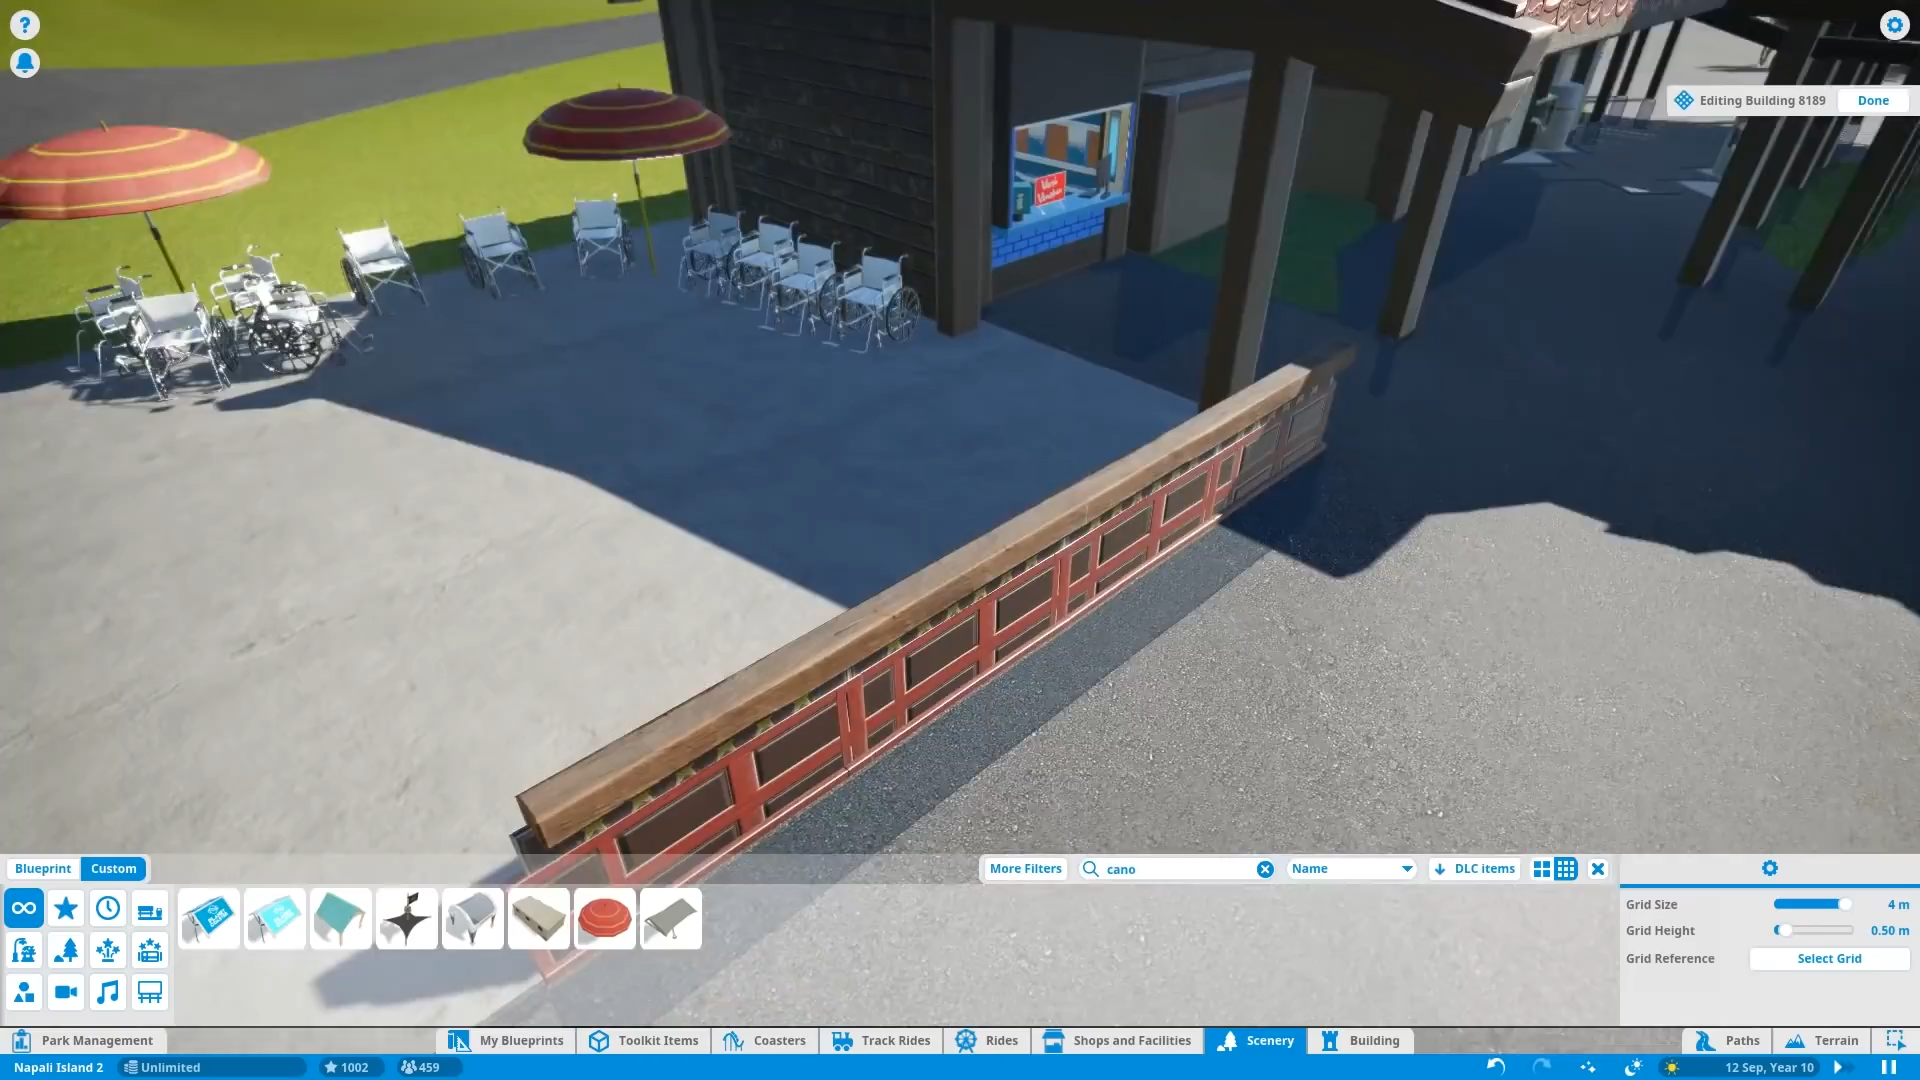 ?
Editing Building 8189
Done
Blueprint
Custom
More Filters
cano
Name
DLC items
Grid Size
4 m
Grid Height
0.50 m
Grid Reference
Select Grid
Park Management
My Blueprints
Toolkit Items
Coasters
Track Rides
Rides
Shops and Facilities
Scenery
Building
Paths
Terrain
Napali Island 2
Unlimited
1002
459
12 Sep, Year 10